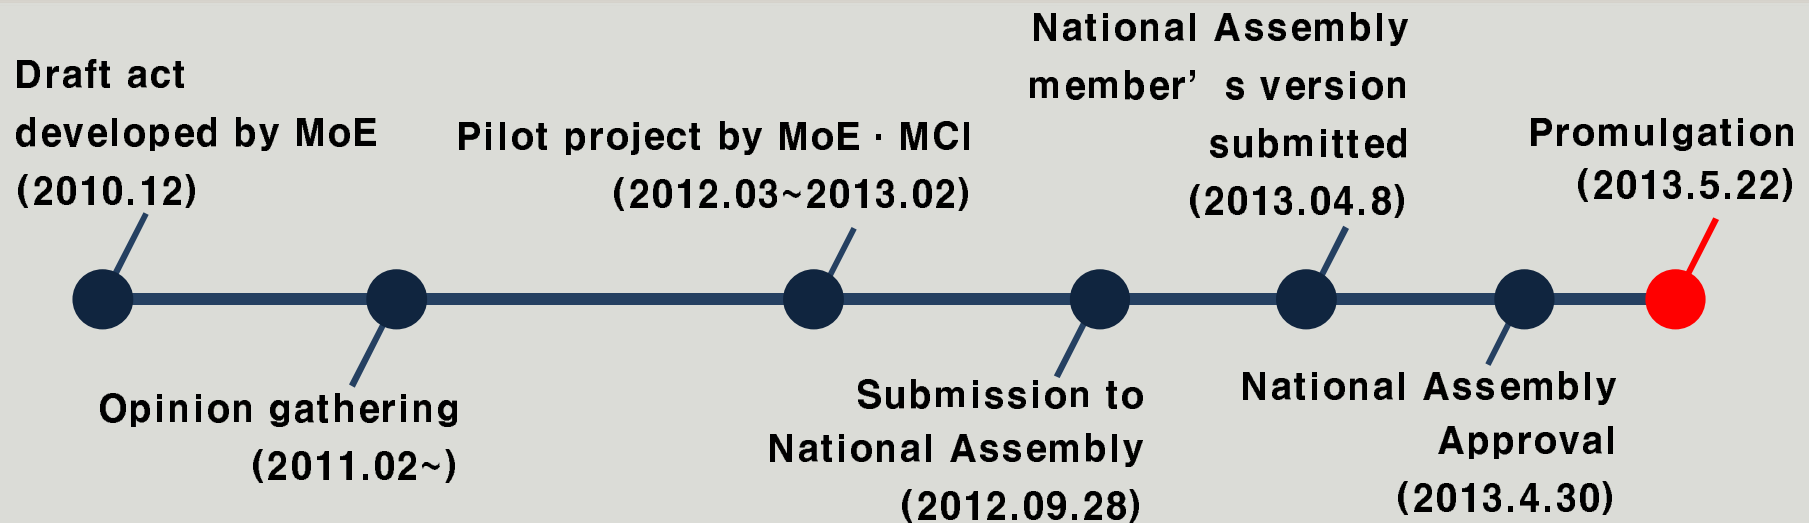 Draft act
developed by MoE
(2010.12)
Opinion gathering
(2011.02~)
Pilot project by MoE · MCI
(2012.03~2013.02)
Submission to
National Assembly
(2012.09.28)
National Assembly
member’ s version
submitted
(2013.04.8)
National Assembly
Approval
(2013.4.30)
Promulgation
(2013.5.22)